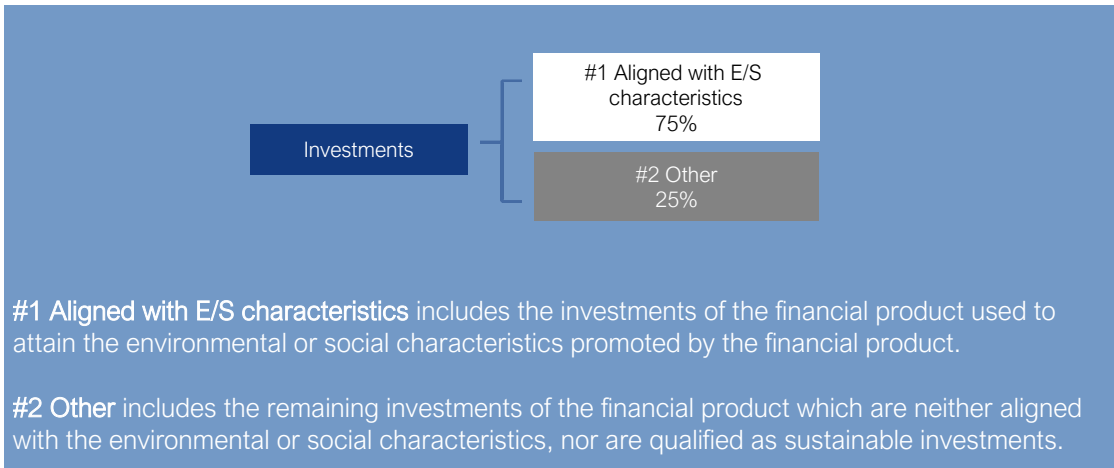 #1 Aligned with E/S
characteristics
75%
Investments
#2 Other
25%
#1 Aligned with E/S characteristics includes the investments of the financial product used to
attain the environmental or social characteristics promoted by the financial product.
#2 Other includes the remaining investments of the financial product which are neither aligned
with the environmental or social characteristics, nor are qualified as sustainable investments.